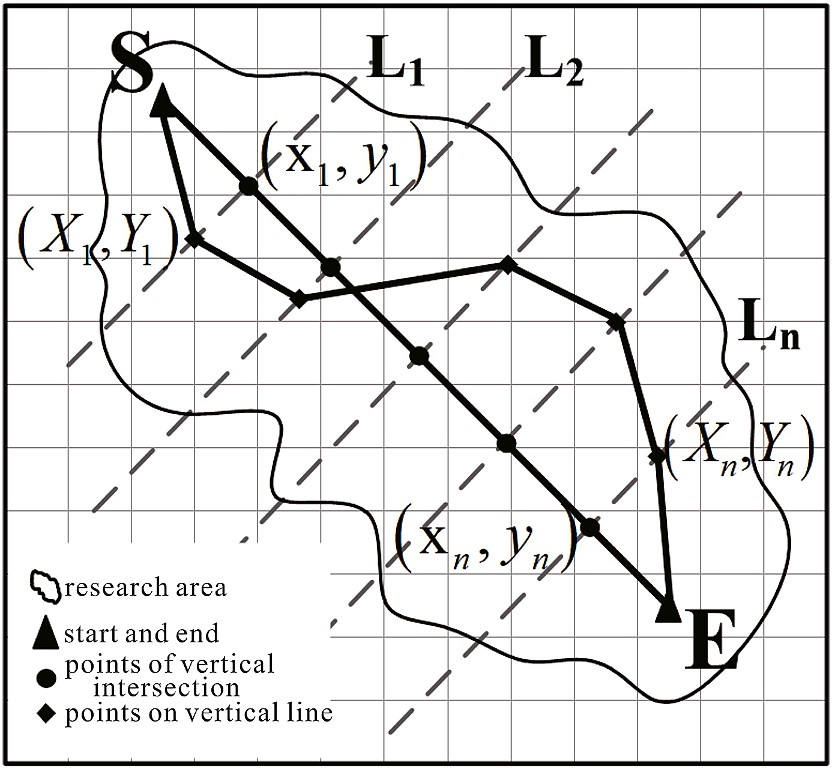 S
L1
L2
(x1, y1)
(X1, Y1)
Ln
(Xn, Yn)
(xn, yn)
E
research area
start and end
points of vertical
intersection
points on vertical line